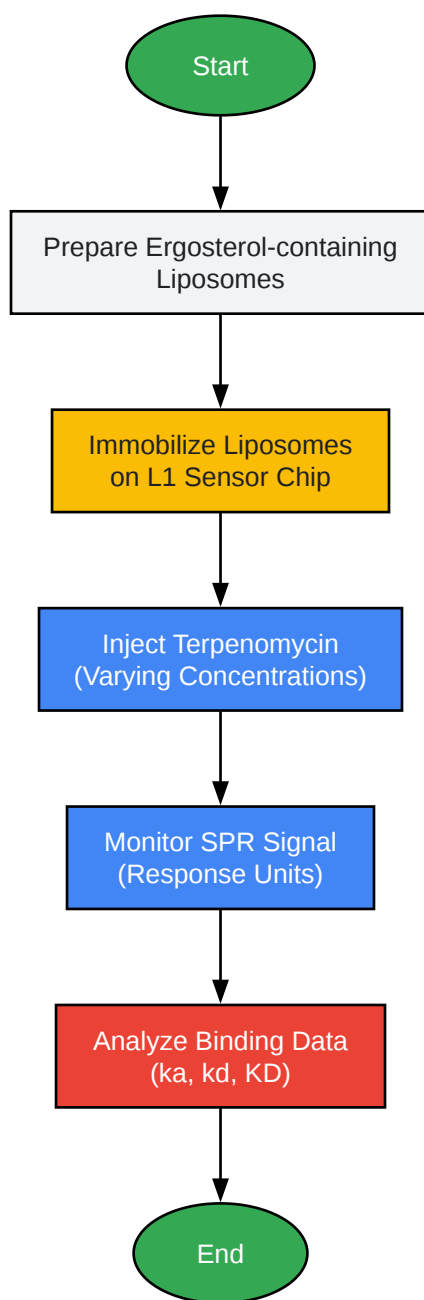 Start
Prepare Ergosterol-containing
Liposomes
Immobilize Liposomes
on L1 Sensor Chip
Inject Terpenomycin
(Varying Concentrations)
Monitor SPR Signal
(Response Units)
Analyze Binding Data
(ka, kd, KD)
End